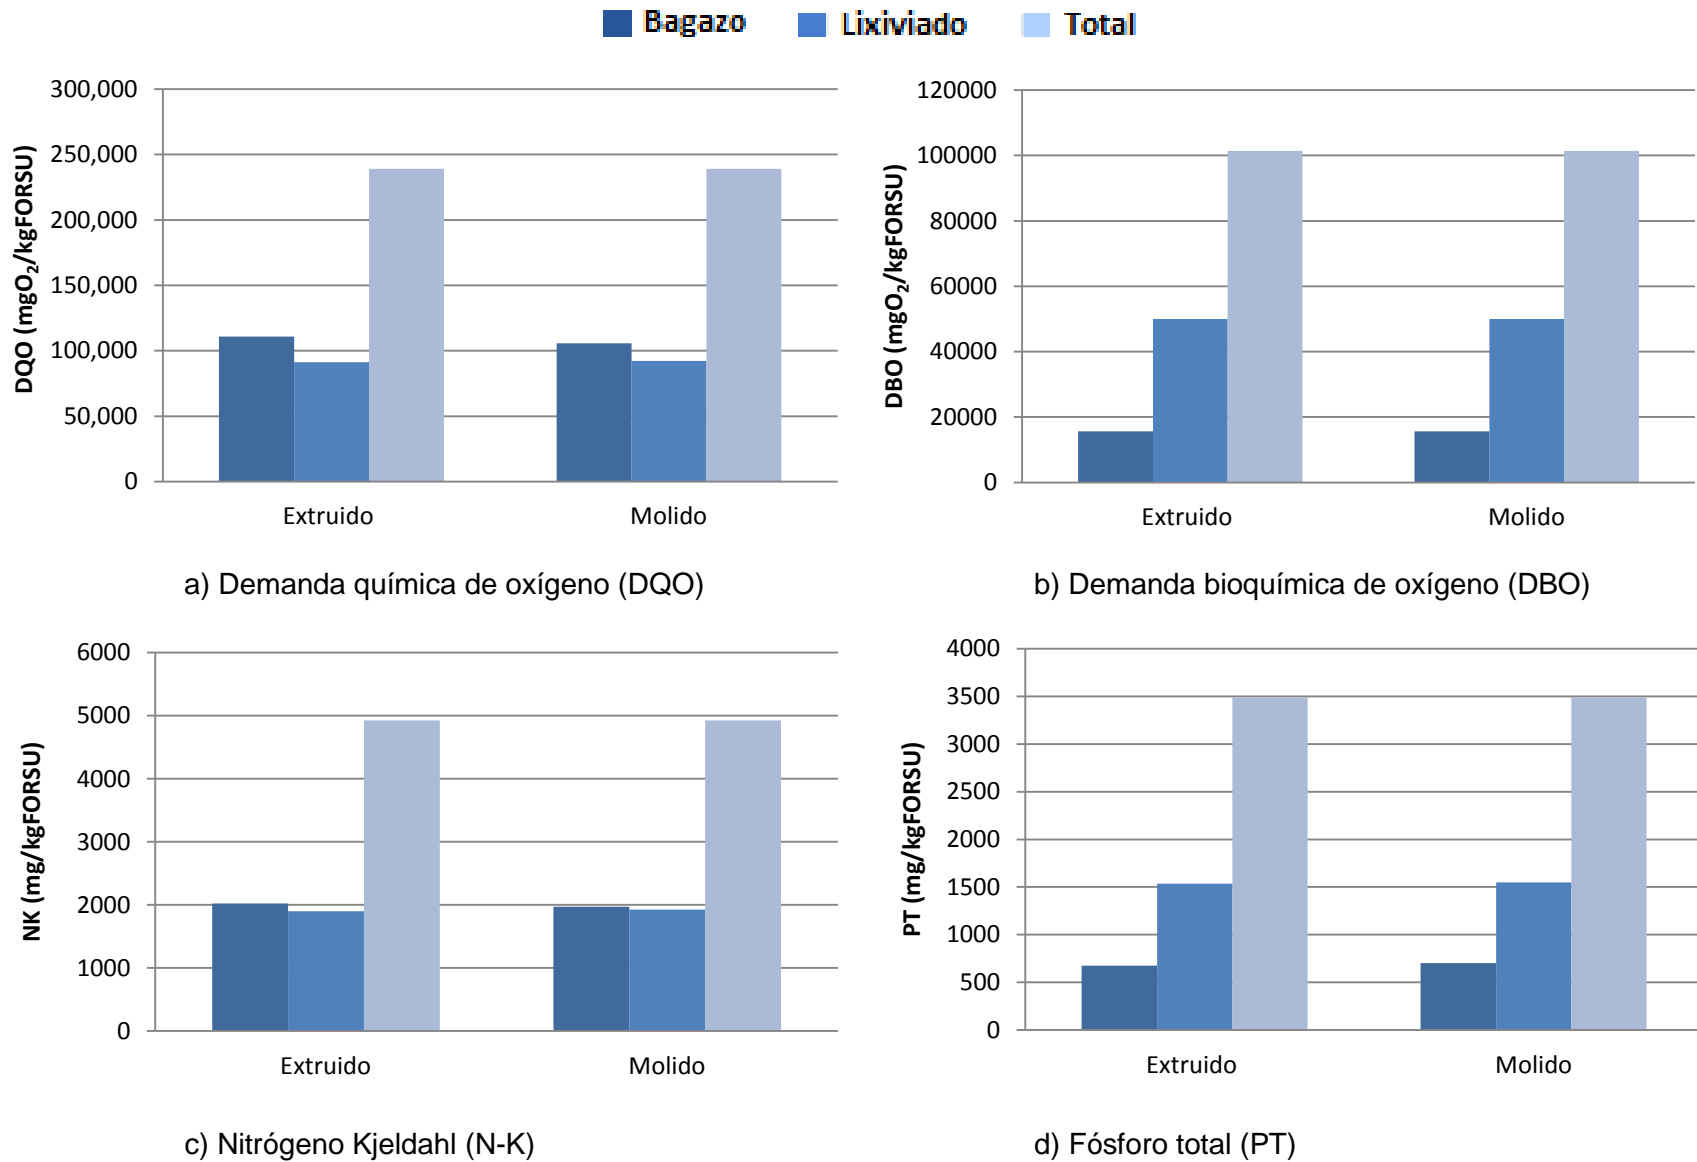 Bagazo Lixiviado Total
DQO (mgO₂/kgFORSU)
300,000
250,000
200,000
150,000
100,000
50,000
0
Extruido Molido
a) Demanda química de oxígeno (DQO)
DBO (mgO₂/kgFORSU)
120000
100000
80000
60000
40000
20000
0
Extruido Molido
b) Demanda bioquímica de oxígeno (DBO)
NK (mg/kgFORSU)
6000
5000
4000
3000
2000
1000
0
Extruido Molido
c) Nitrógeno Kjeldahl (N-K)
PT (mg/kgFORSU)
4000
3500
3000
2500
2000
1500
1000
500
0
Extruido Molido
d) Fósforo total (PT)